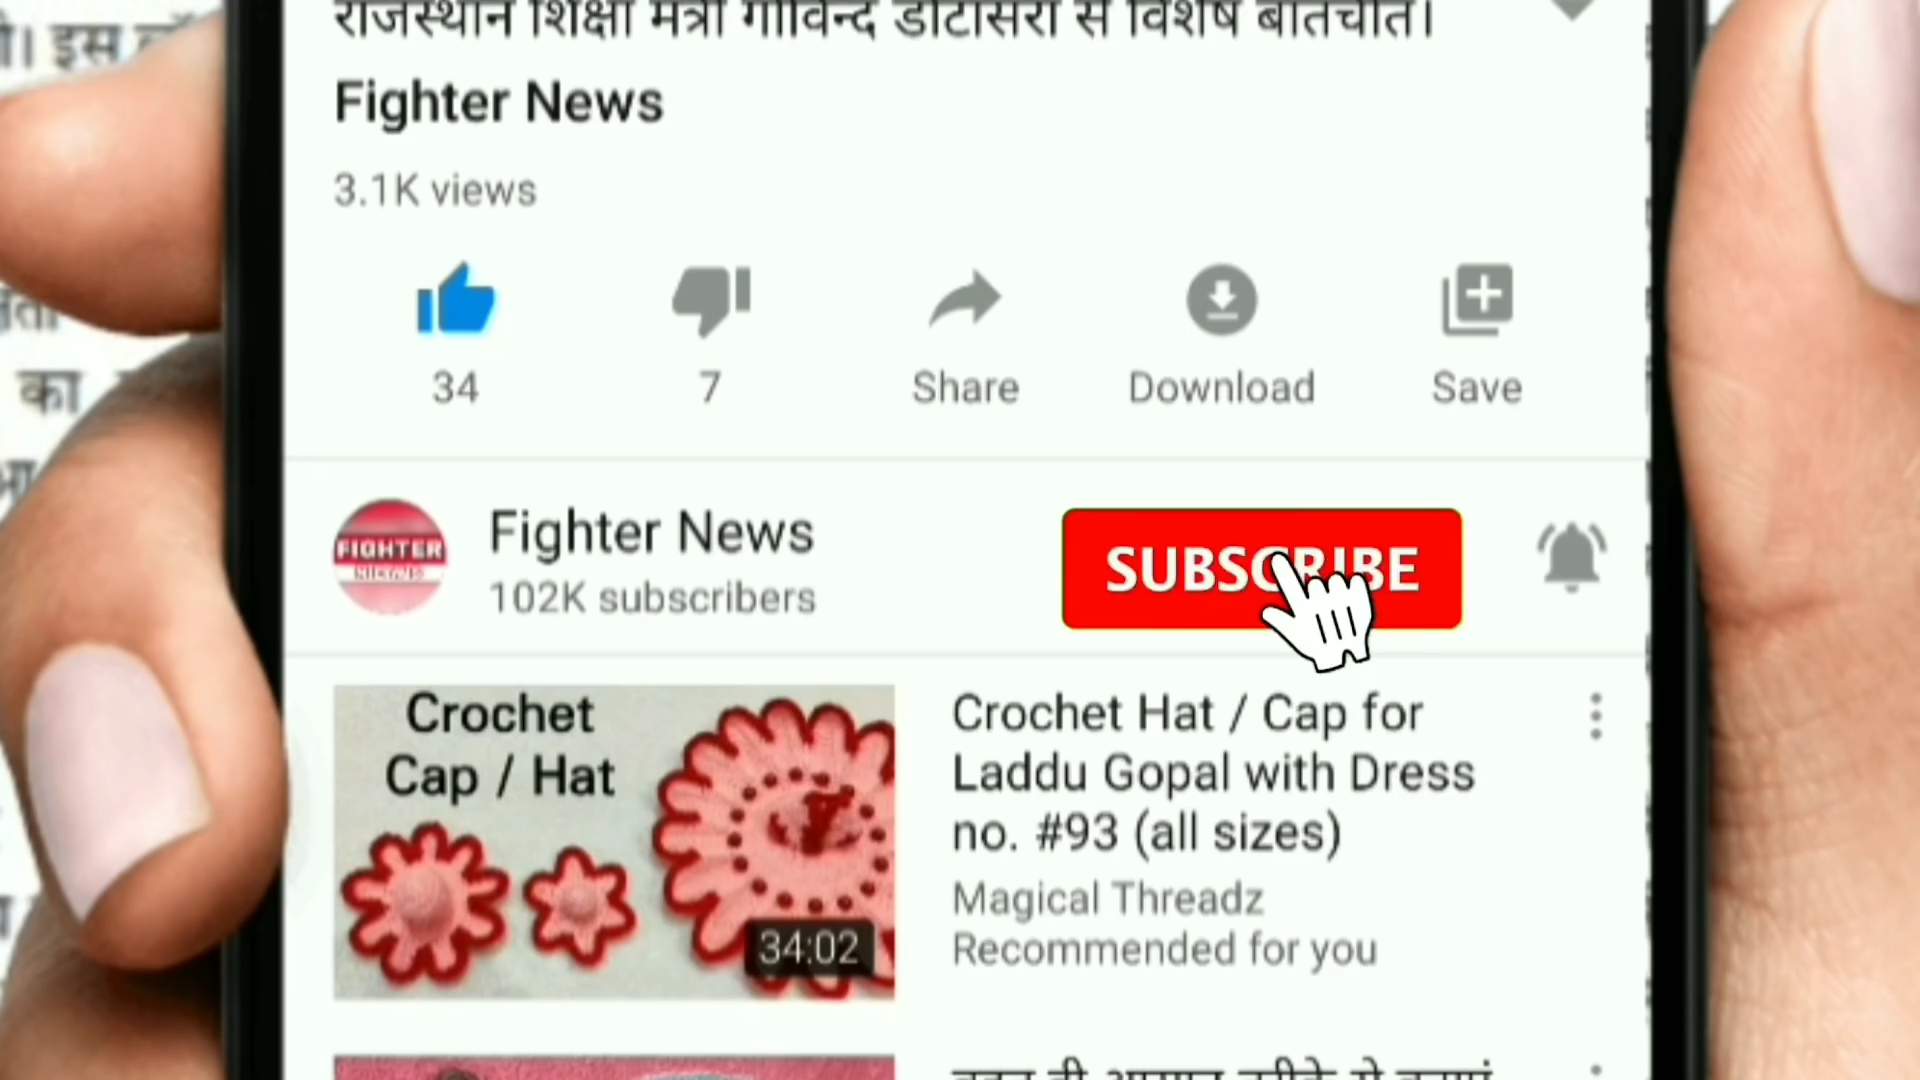 राजस्थान शिक्षा मंत्री गोविन्द डोटासरा से विशेष बातचीत।
Fighter News
3.1K views
34
7
Share
Download
Save
FIGHTER
Fighter News
102K subscribers
SUBSCRIBE
Crochet
Cap / Hat
34:02
Crochet Hat / Cap for
Laddu Gopal with Dress
no. #93 (all sizes)
Magical Threadz
Recommended for you
इस
का